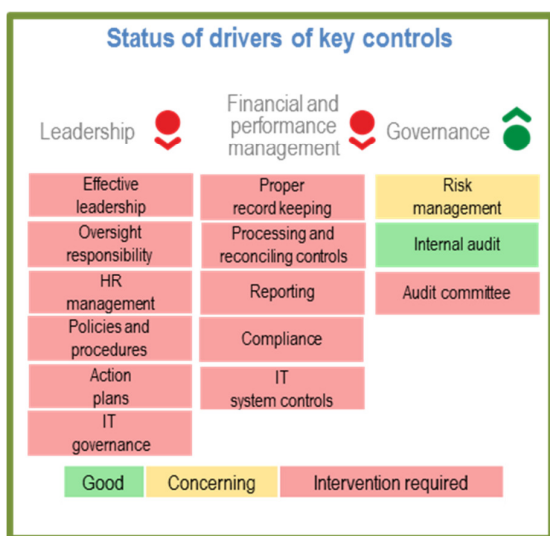 Status of drivers of key controls
Leadership
Financial and
performance
management
Governance
Effective
leadership
Oversight
responsibility
HR
management
Policies and
procedures
Action
plans
IT
governance
Proper
record keeping
Processing and
reconciling controls
Reporting
Compliance
IT
system controls
Risk
management
Internal audit
Audit committee
Good
Concerning
Intervention required